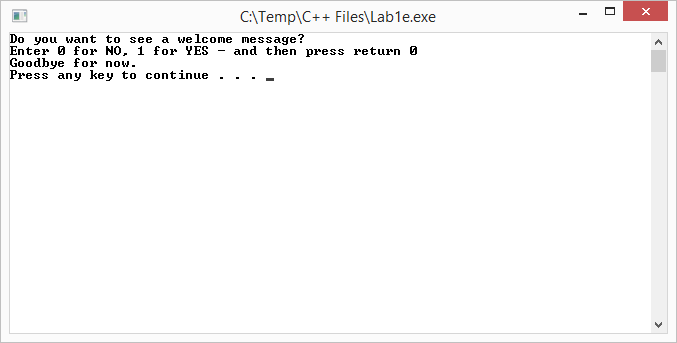 C:\Temp\C++ Files\Lab1e.exe
Do you want to see a welcome message?
Enter 0 for NO, 1 for YES - and then press return 0
Goodbye for now.
Press any key to continue . . .